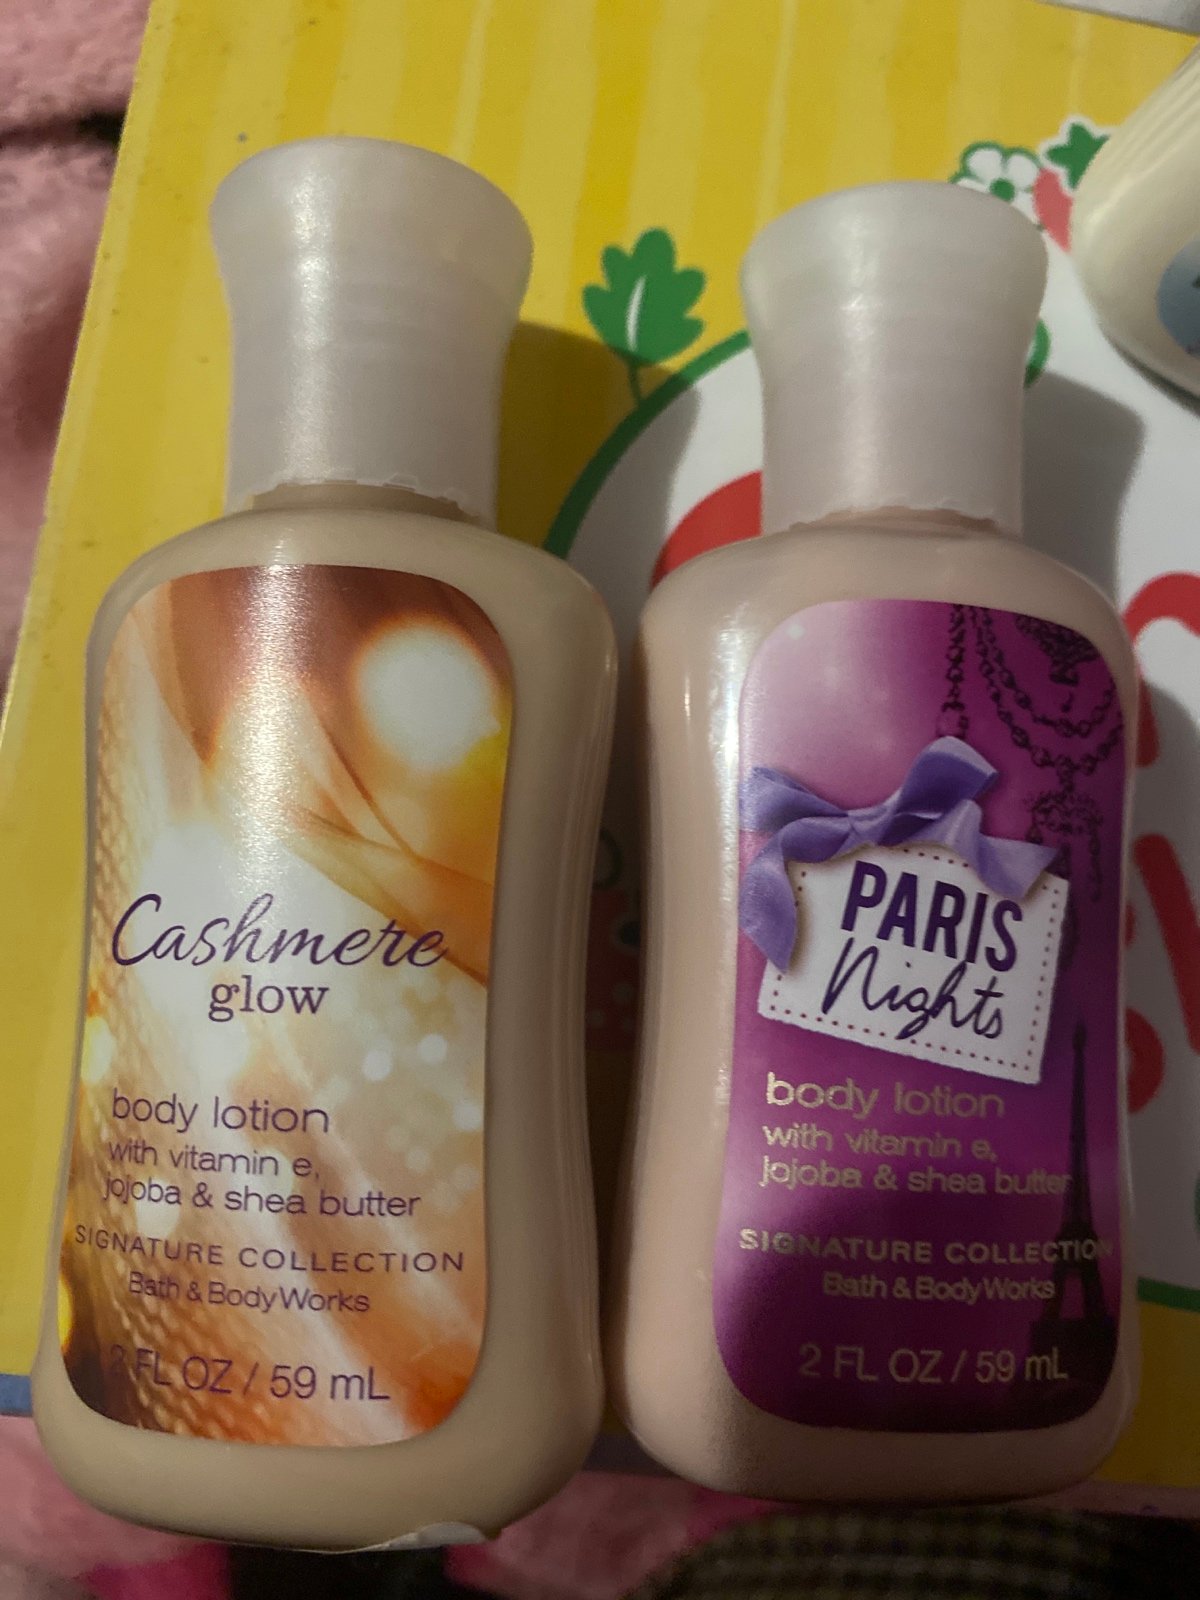 Cashmere
glow
body lotion
with vitamin e,
jojoba & shea butter
SIGNATURE COLLECTION
Bath & Body Works
2 FL OZ / 59 mL
PARIS
Nights
body lotion
with vitamin e,
jojoba & shea butter
SIGNATURE COLLECTION
Bath & Body Works
2 FL OZ / 59 mL